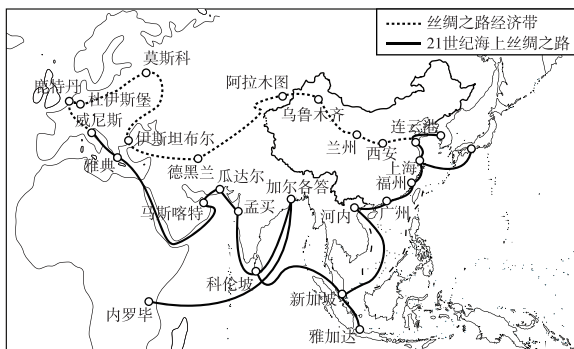 丝绸之路经济带
21世纪海上丝绸之路
莫斯科
鹿特丹
杜伊斯堡
阿拉木图
乌鲁木齐
威尼斯
伊斯坦布尔
连云港
兰州
西安
雅典
德黑兰
上海
瓜达尔
加尔各答
福州
马斯喀特
孟买
河内
广州
科伦坡
新加坡
内罗毕
雅加达